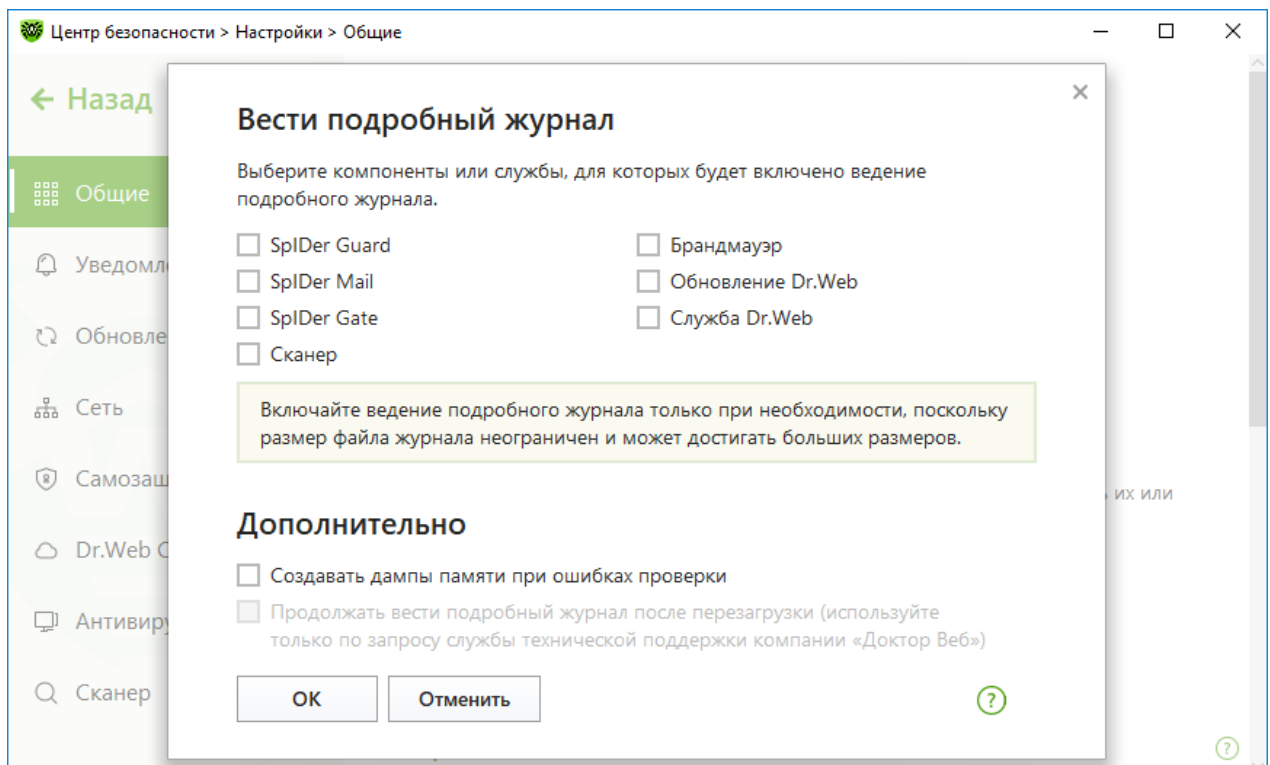 Центр безопасности > Настройки > Общие
Назад
Общие
Уведомл
Обновле
Сеть
Самозащ
Dr.Web C
Антивиру
Сканер
Вести подробный журнал
Выберите компоненты или службы, для которых будет включено ведение
подробного журнала.
SpIDer Guard
SpIDer Mail
SpIDer Gate
Сканер
Брандмауэр
Обновление Dr.Web
Служба Dr.Web
Включайте ведение подробного журнала только при необходимости, поскольку
размер файла журнала неограничен и может достигать больших размеров.
Дополнительно
Создавать дампы памяти при ошибках проверки
Продолжать вести подробный журнал после перезагрузки (используйте
только по запросу службы технической поддержки компании «Доктор Веб»)
ОК
Отменить
их или